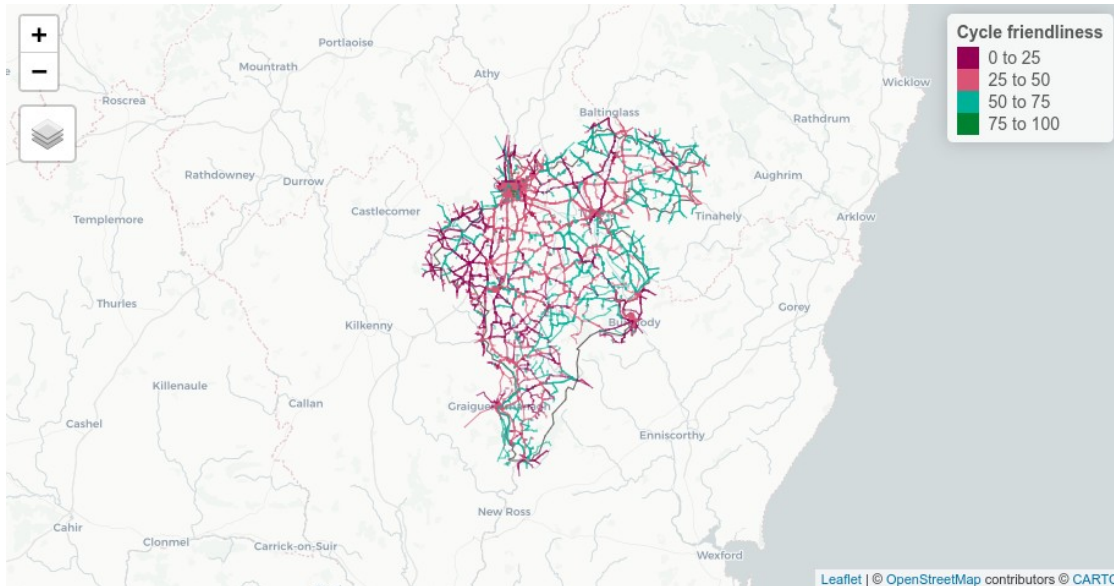 +
−
Cycle friendliness
0 to 25
25 to 50
50 to 75
75 to 100
Portlaoise
Mountrath
Athy
Wicklow
Roscrea
Baltinglass
Rathdrum
Rathdowney
Durrow
Aughrim
Castlecomer
Templemore
Tinahely
Arklow
Thurles
Gorey
Kilkenny
Killenaule
Callan
Cashel
Enniscorthy
New Ross
Cahir
Clonmel
Carrick-on-Suir
Wexford
Leaflet | © OpenStreetMap contributors © CARTO